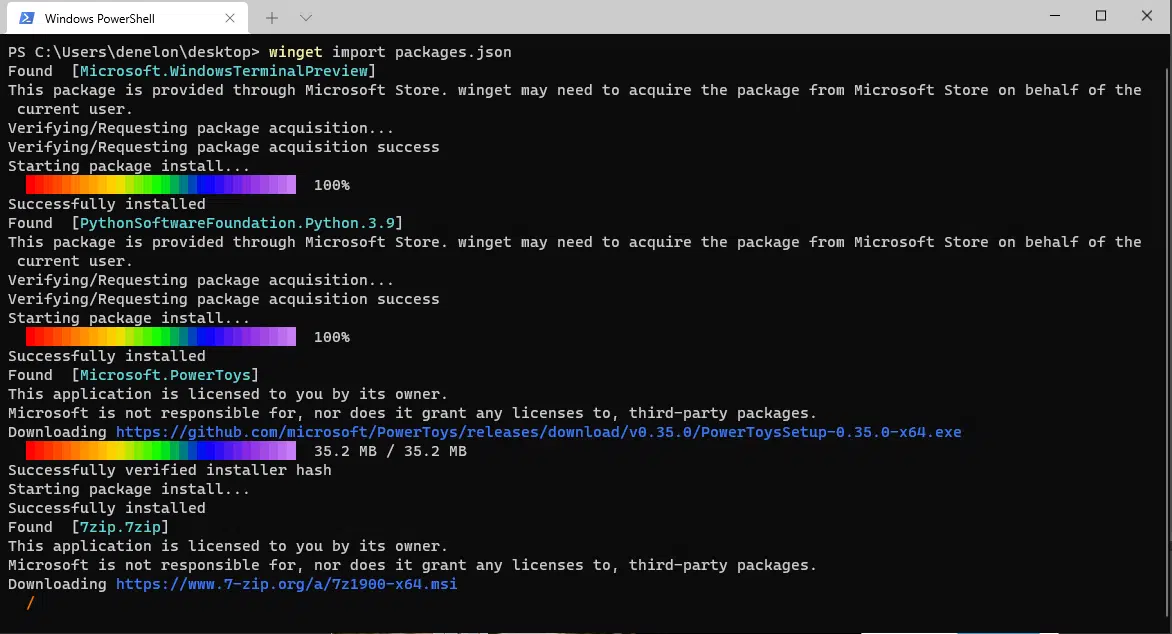 Windows PowerShell
PS C:\Users\denelon\desktop> winget import packages.json
Found  [Microsoft.WindowsTerminalPreview]
This package is provided through Microsoft Store. winget may need to acquire the package from Microsoft Store on behalf of the
 current user.
Verifying/Requesting package acquisition...
Verifying/Requesting package acquisition success
Starting package install...
100%
Successfully installed
Found  [PythonSoftwareFoundation.Python.3.9]
This package is provided through Microsoft Store. winget may need to acquire the package from Microsoft Store on behalf of the
 current user.
Verifying/Requesting package acquisition...
Verifying/Requesting package acquisition success
Starting package install...
100%
Successfully installed
Found  [Microsoft.PowerToys]
This application is licensed to you by its owner.
Microsoft is not responsible for, nor does it grant any licenses to, third-party packages.
Downloading https://github.com/microsoft/PowerToys/releases/download/v0.35.0/PowerToysSetup-0.35.0-x64.exe
35.2 MB / 35.2 MB
Successfully verified installer hash
Starting package install...
Successfully installed
Found  [7zip.7zip]
This application is licensed to you by its owner.
Microsoft is not responsible for, nor does it grant any licenses to, third-party packages.
Downloading https://www.7-zip.org/a/7z1900-x64.msi
/